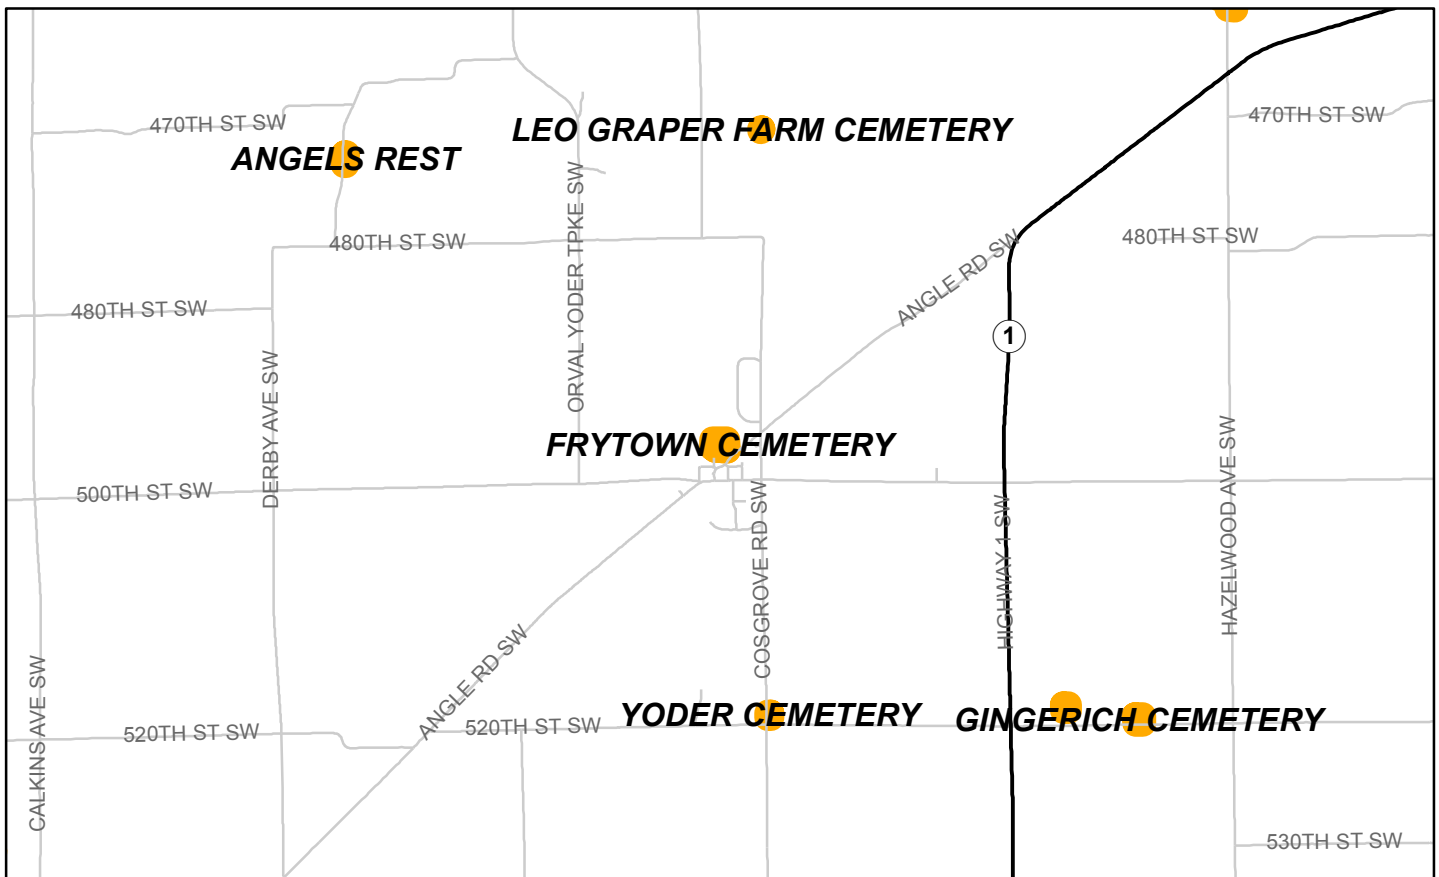 470TH ST SW
LEO GRAPER FARM CEMETERY
470TH ST SW
ANGELS REST
ORVAL YODER TPKE SW
480TH ST SW
ANGLE RD SW
480TH ST SW
480TH ST SW
1
DERBY AVE SW
FRYTOWN CEMETERY
HAZELWOOD AVE SW
500TH ST SW
COSGROVE RD SW
HIGHWAY 1 SW
ANGLE RD SW
CALKINS AVE SW
520TH ST SW
520TH ST SW
YODER CEMETERY
GINGERICH CEMETERY
530TH ST SW